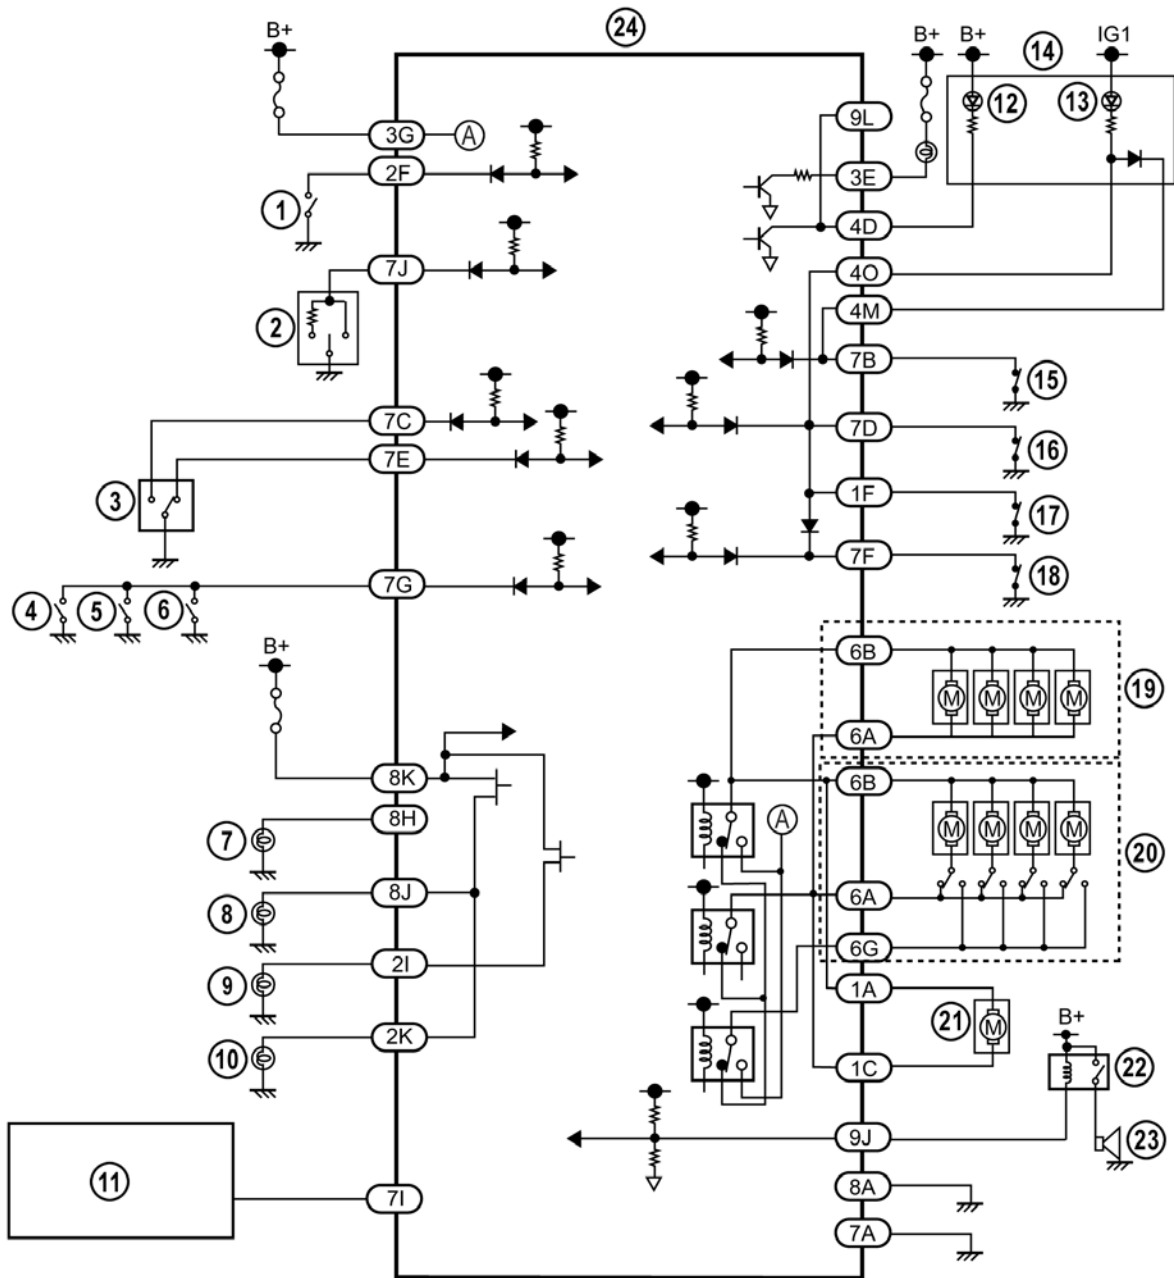 24
B+
B+
B+
IG1
14
12
13
9L
3G
A
2F
3E
1
4D
7J
4O
2
4M
7B
15
7C
7D
16
7E
3
1F
17
7F
18
7G
4
5
6
B+
6B
M
M
M
M
19
6A
8K
6B
8H
A
7
M
M
M
M
20
8J
6A
8
6G
2I
9
1A
21
M
B+
2K
10
1C
22
9J
23
11
7I
8A
7A